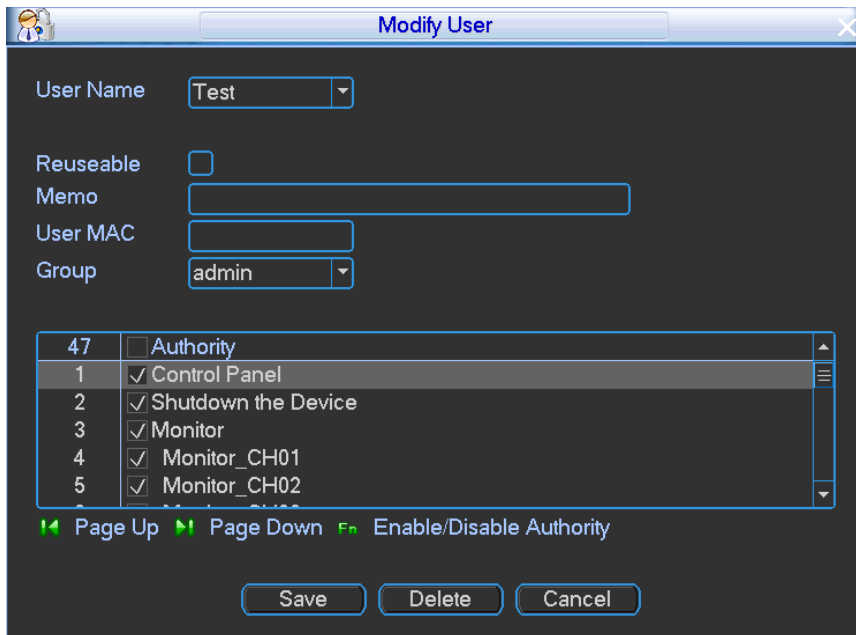 Modify User
User Name Test
Reuseable
Memo
User MAC
Group admin
47 Authority
1 Control Panel
2 Shutdown the Device
3 Monitor
4 Monitor_CH01
5 Monitor_CH02
Page Up Page Down Fn Enable/Disable Authority
Save Delete Cancel